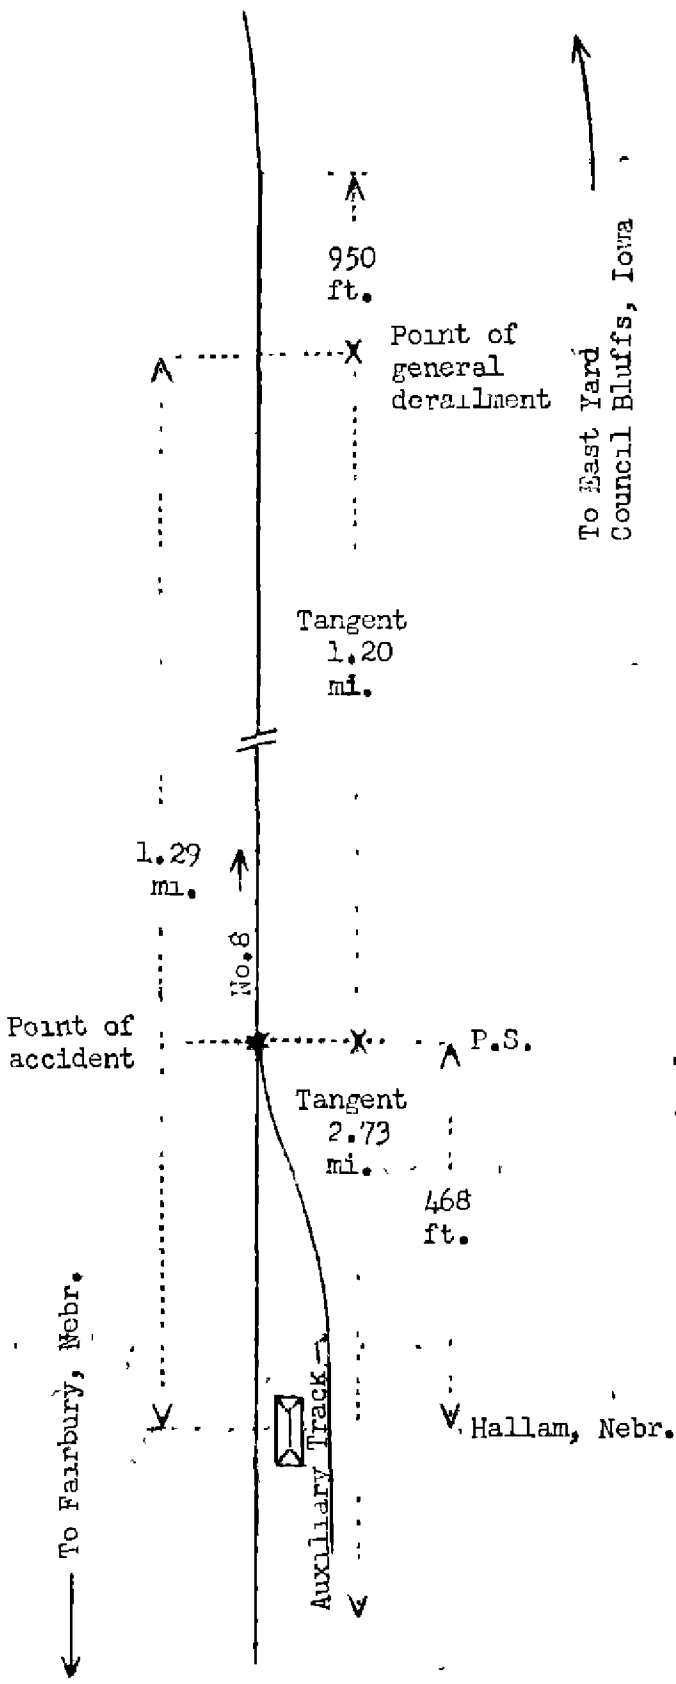 950
ft.
Point of
general
derailment
To East Yard
Council Bluffs, Iowa
Tangent
1.20
mi.
1.29
mi.
No.8
Point of
accident
P.S.
Tangent
2.73
mi.
468
ft.
To Fairbury, Nebr.
Auxiliary Track
Hallam, Nebr.